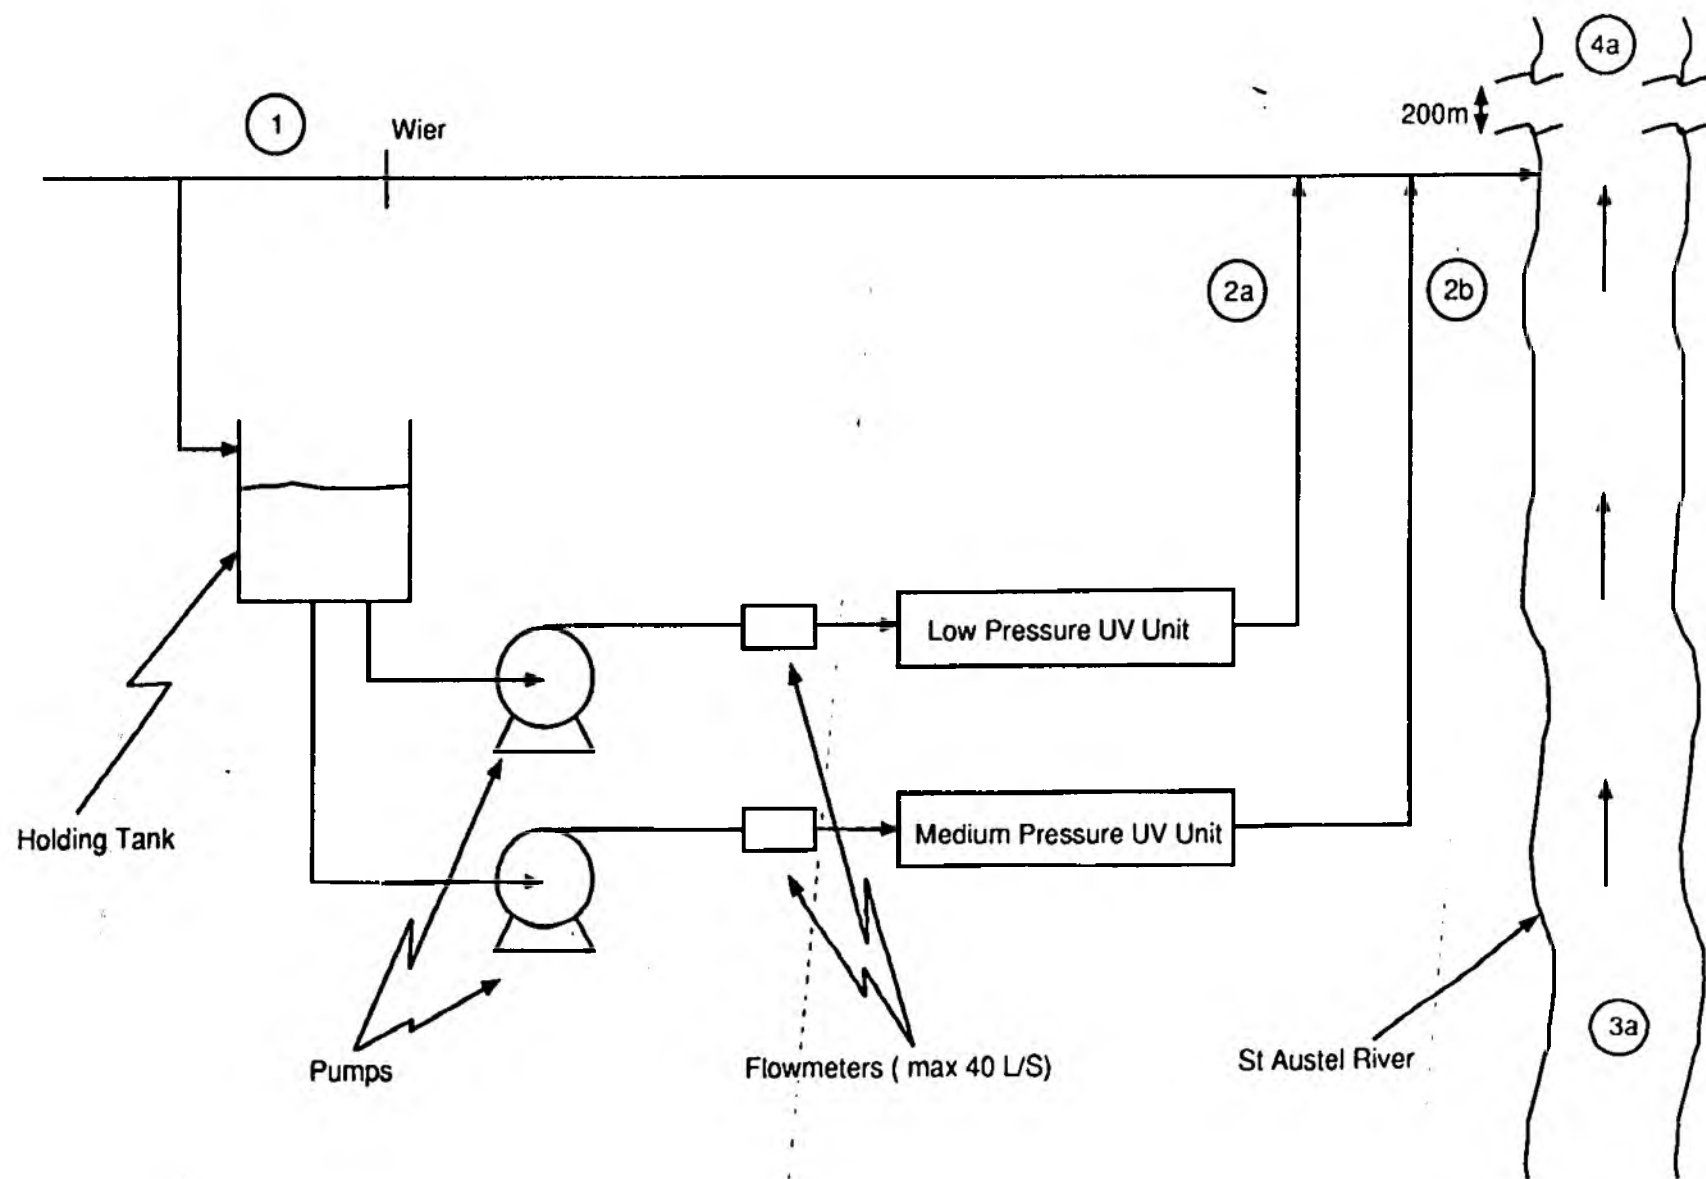 4a
200m
1
Wier
2a
2b
Low Pressure UV Unit
Medium Pressure UV Unit
Holding Tank
3a
St Austel River
Flowmeters ( max 40 L/S)
Pumps